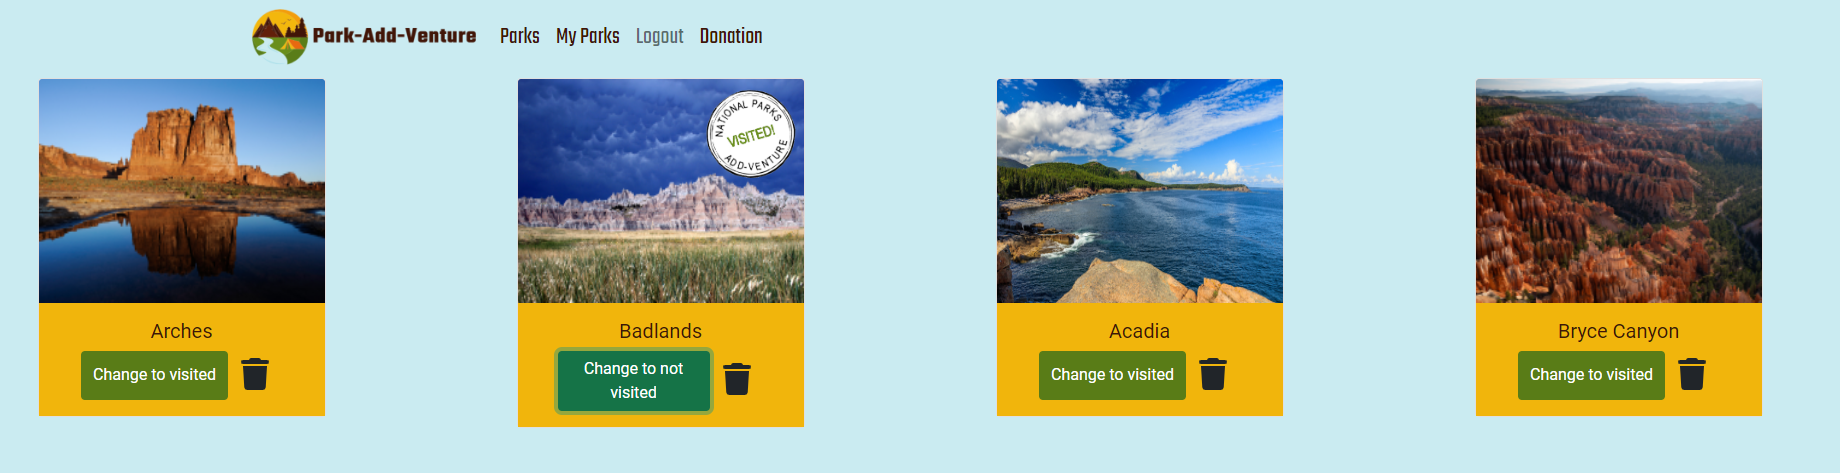 Park-Add-Venture Parks My Parks Logout Donation
NATIONAL PARKS
VISITED!
ADD-VENTURE
Arches
Badlands
Acadia
Bryce Canyon
Change to visited
Change to not
visited
Change to visited
Change to visited